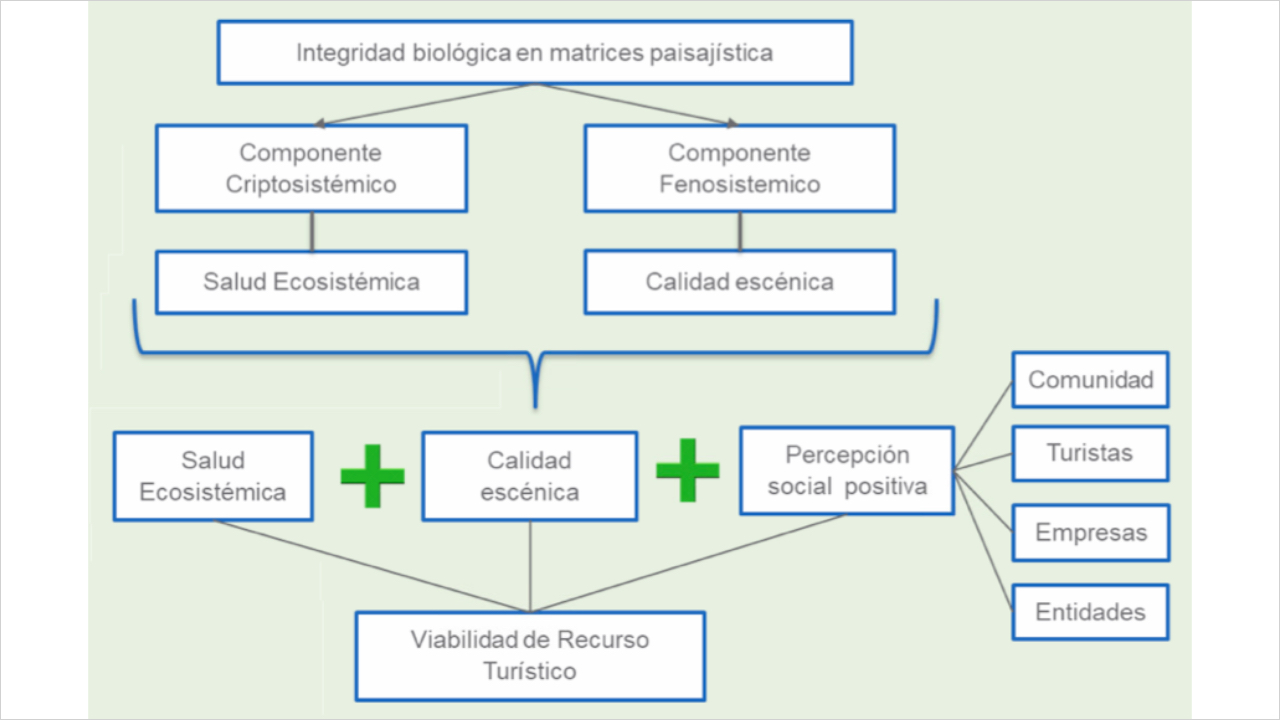 Integridad biológica en matrices paisajística
Componente
Criptosistémico
Componente
Fenosistemico
Salud Ecosistémica
Calidad escénica
Salud
Ecosistémica
Calidad
escénica
Percepción
social positiva
Comunidad
Turistas
Empresas
Entidades
Viabilidad de Recurso
Turístico